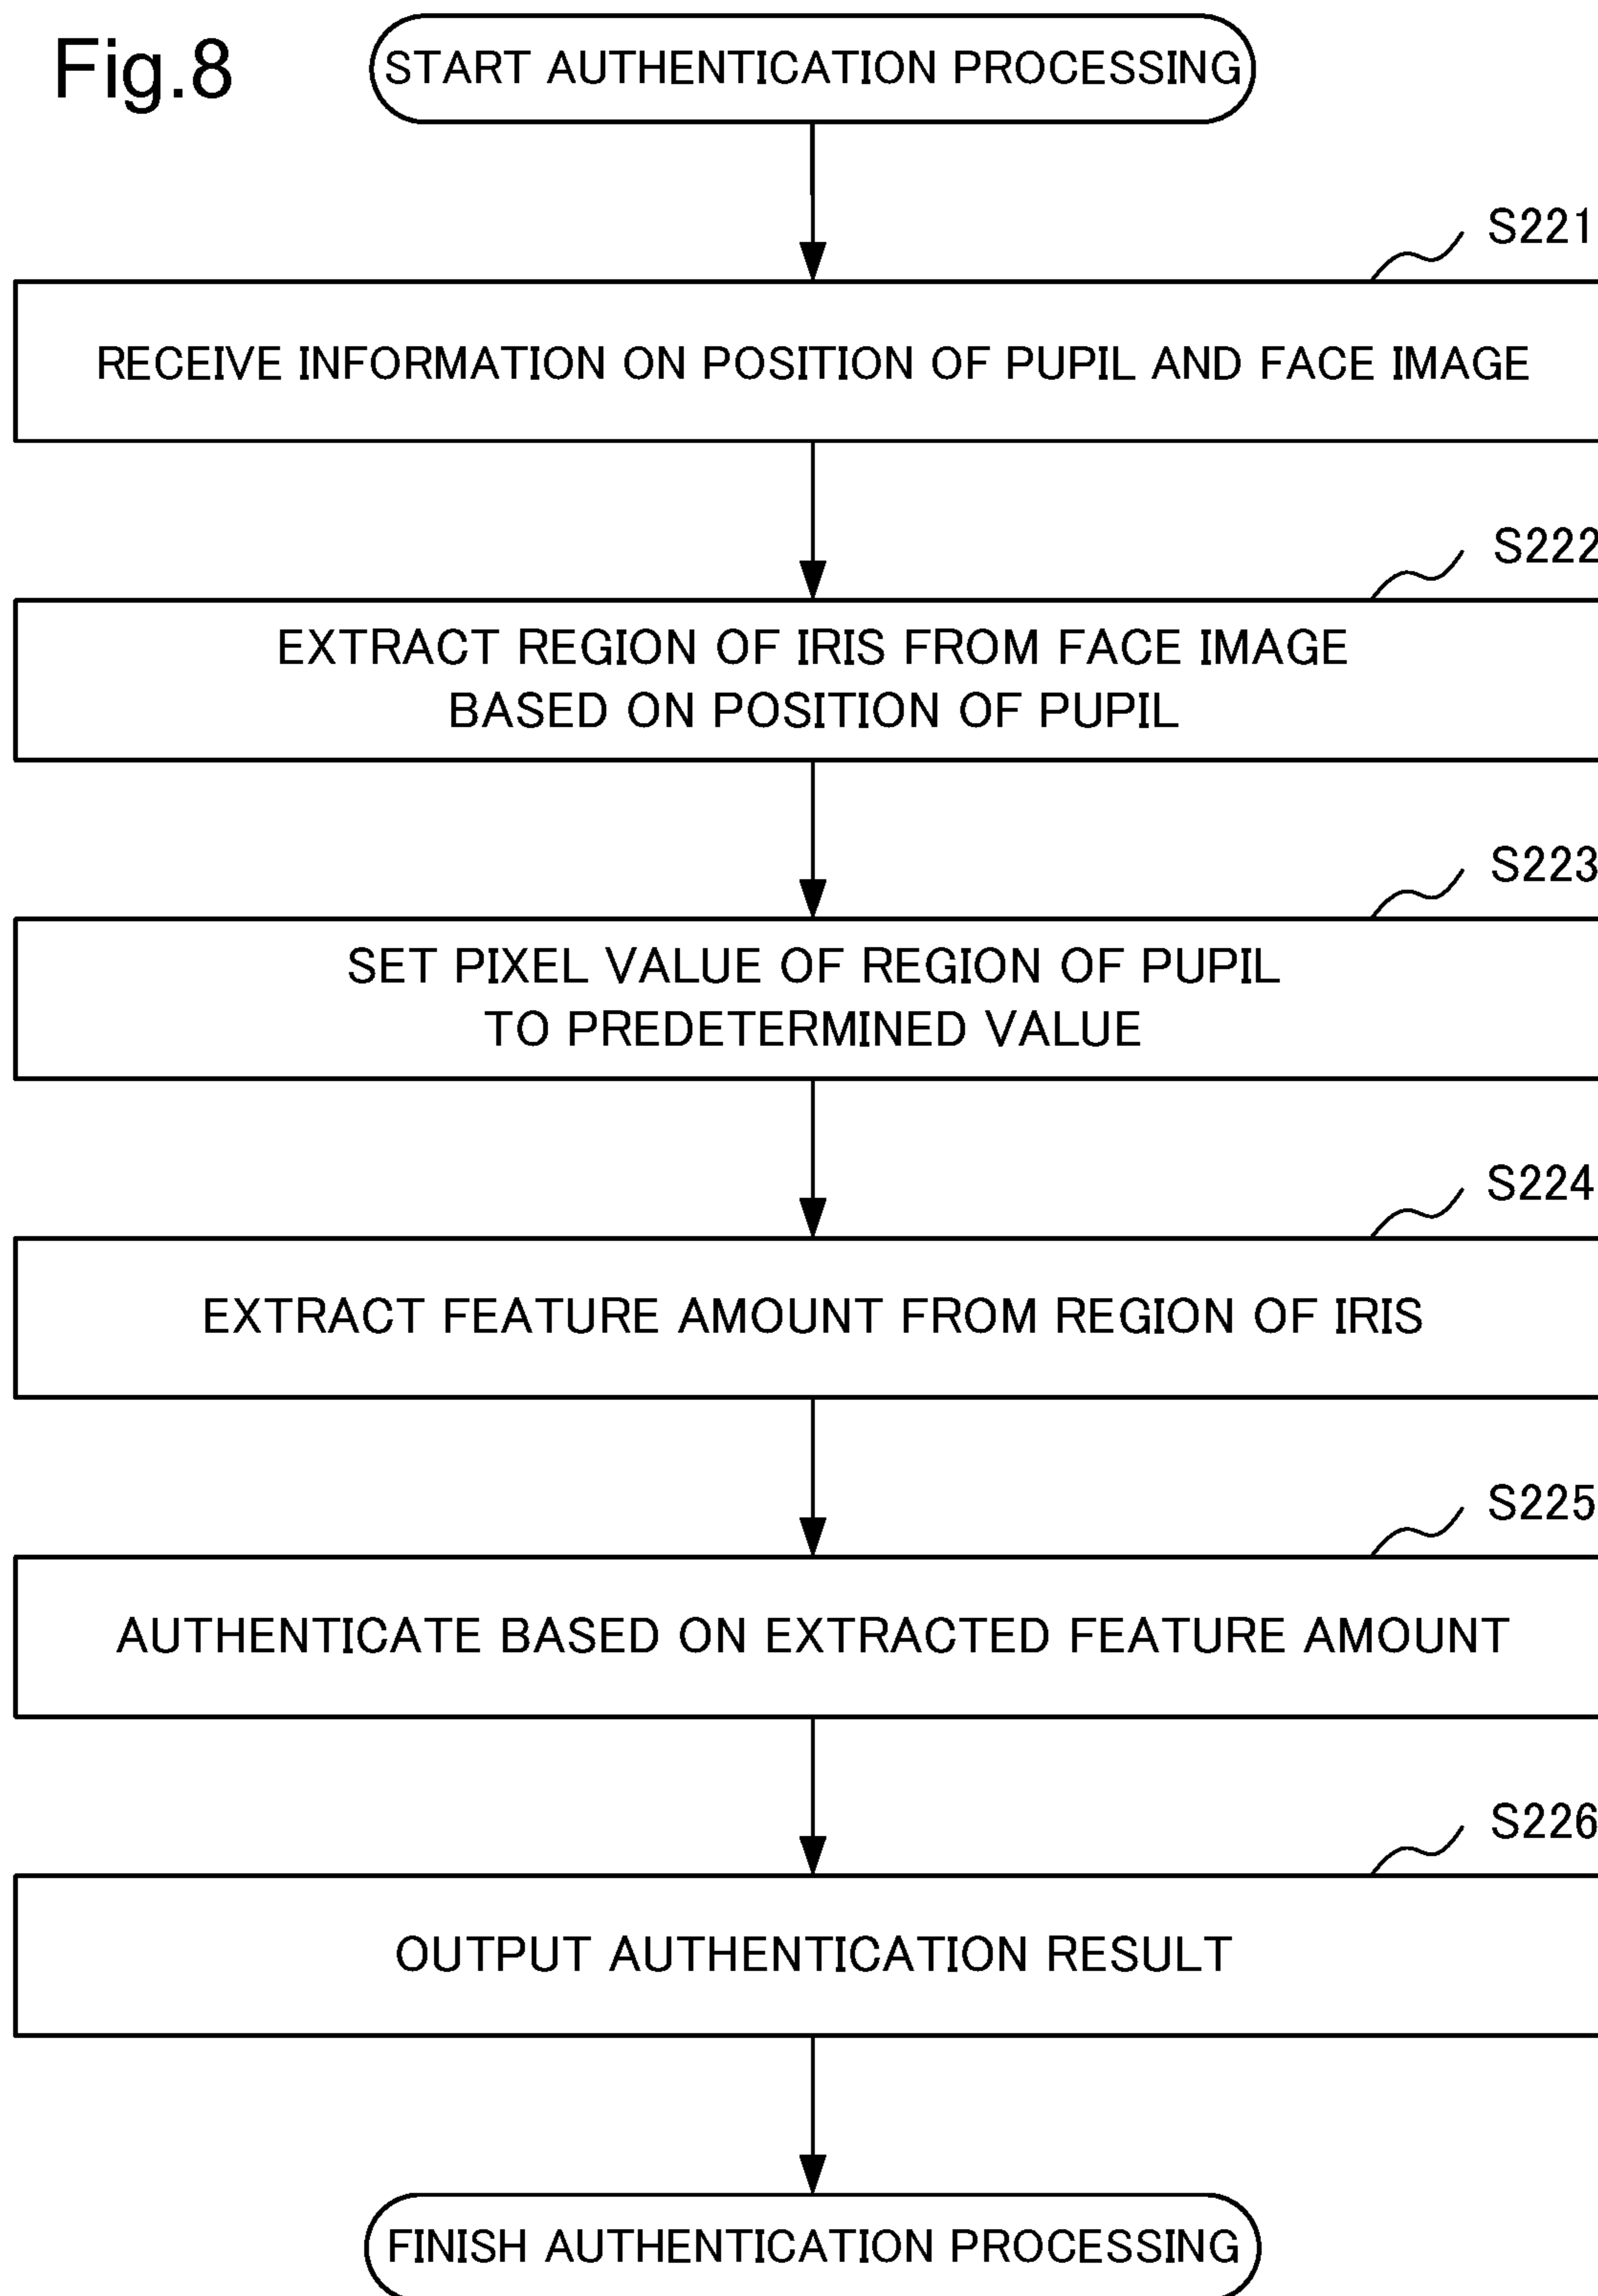 Fig.8
START AUTHENTICATION PROCESSING
S221
RECEIVE INFORMATION ON POSITION OF PUPIL AND FACE IMAGE
S222
EXTRACT REGION OF IRIS FROM FACE IMAGE
BASED ON POSITION OF PUPIL
S223
SET PIXEL VALUE OF REGION OF PUPIL
TO PREDETERMINED VALUE
S224
EXTRACT FEATURE AMOUNT FROM REGION OF IRIS
S225
AUTHENTICATE BASED ON EXTRACTED FEATURE AMOUNT
S226
OUTPUT AUTHENTICATION RESULT
FINISH AUTHENTICATION PROCESSING